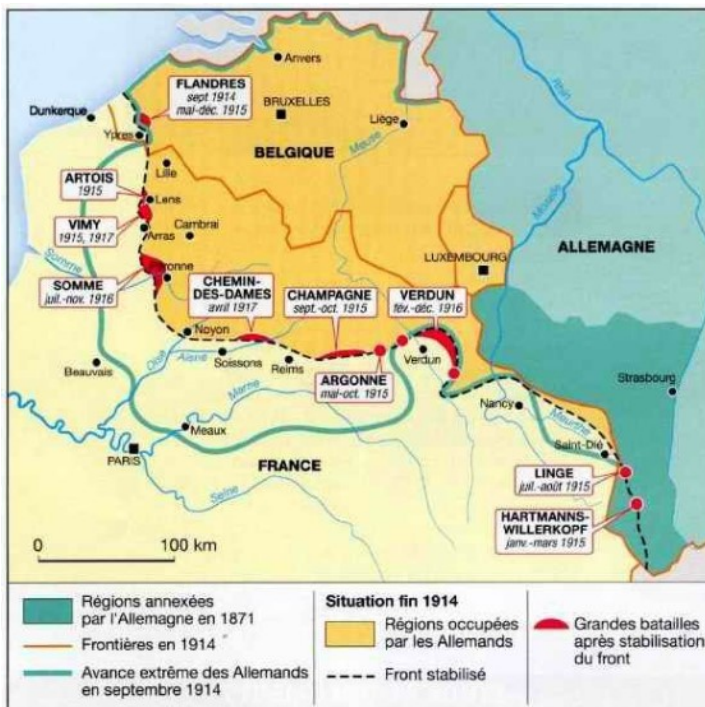 Anvers
FLANDRES
sept 1914
mai-déc. 1915
Dunkerque
BRUXELLES
Ypres
Liège
Meuse
Rhin
BELGIQUE
Lille
ARTOIS
1915
Lens
VIMY
1915, 1917
Arras
Cambrai
Moselle
ALLEMAGNE
LUXEMBOURG
Somme
SOMME
juil.-nov. 1916
ronne
CHEMIN-
DES-DAMES
avril 1917
CHAMPAGNE
sept.-oct. 1915
VERDUN
fév.-déc. 1916
Noyon
Oise
Aisne
Soissons
Reims
Verdun
Beauvais
ARGONNE
mai-oct. 1915
Strasbourg
Marne
Nancy
Meurthe
Meaux
Saint-Dié
PARIS
FRANCE
Seine
LINGE
juil.-août 1915
HARTMANNS-
WILLERKOPF
janv.-mars 1915
0 100 km
Régions annexées
par l'Allemagne en 1871
Frontières en 1914
Avance extrême des Allemands
en septembre 1914
Situation fin 1914
Régions occupées
par les Allemands
Front stabilisé
Grandes batailles
après stabilisation
du front